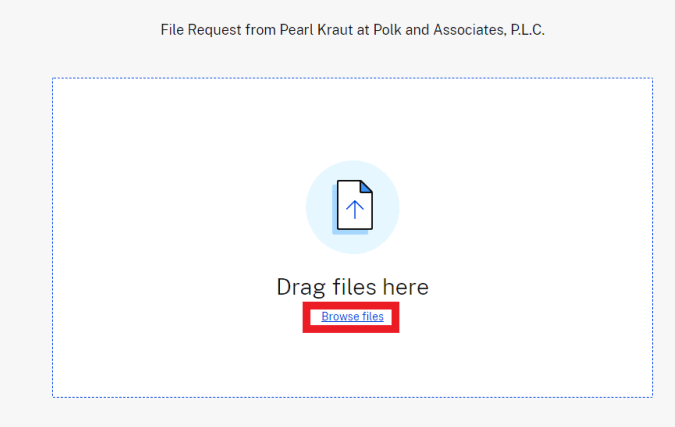 File Request from Pearl Kraut at Polk and Associates, P.L.C.
Drag files here
Browse files